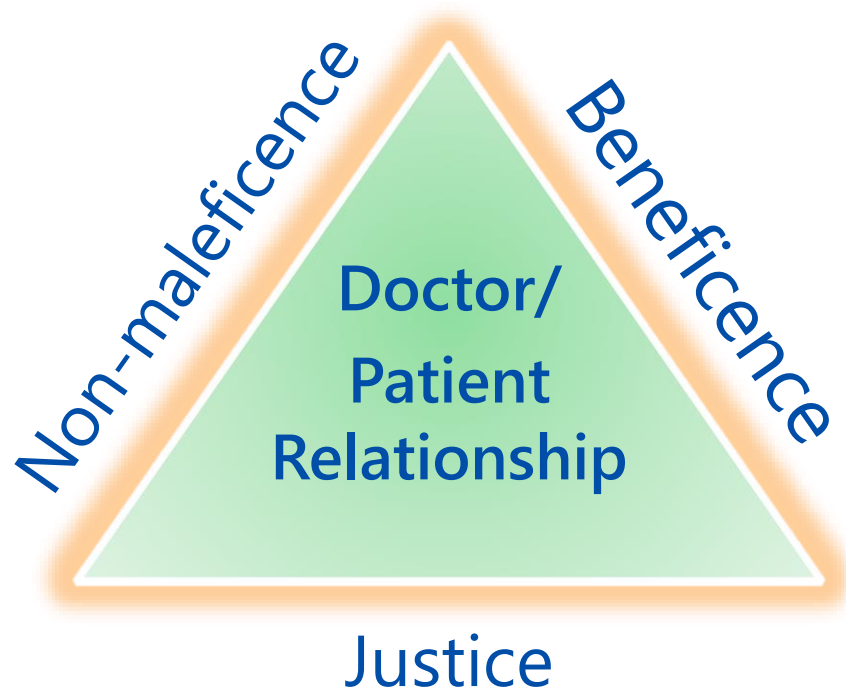 Non-maleficence
Beneficence
Doctor/
Patient
Relationship
Justice